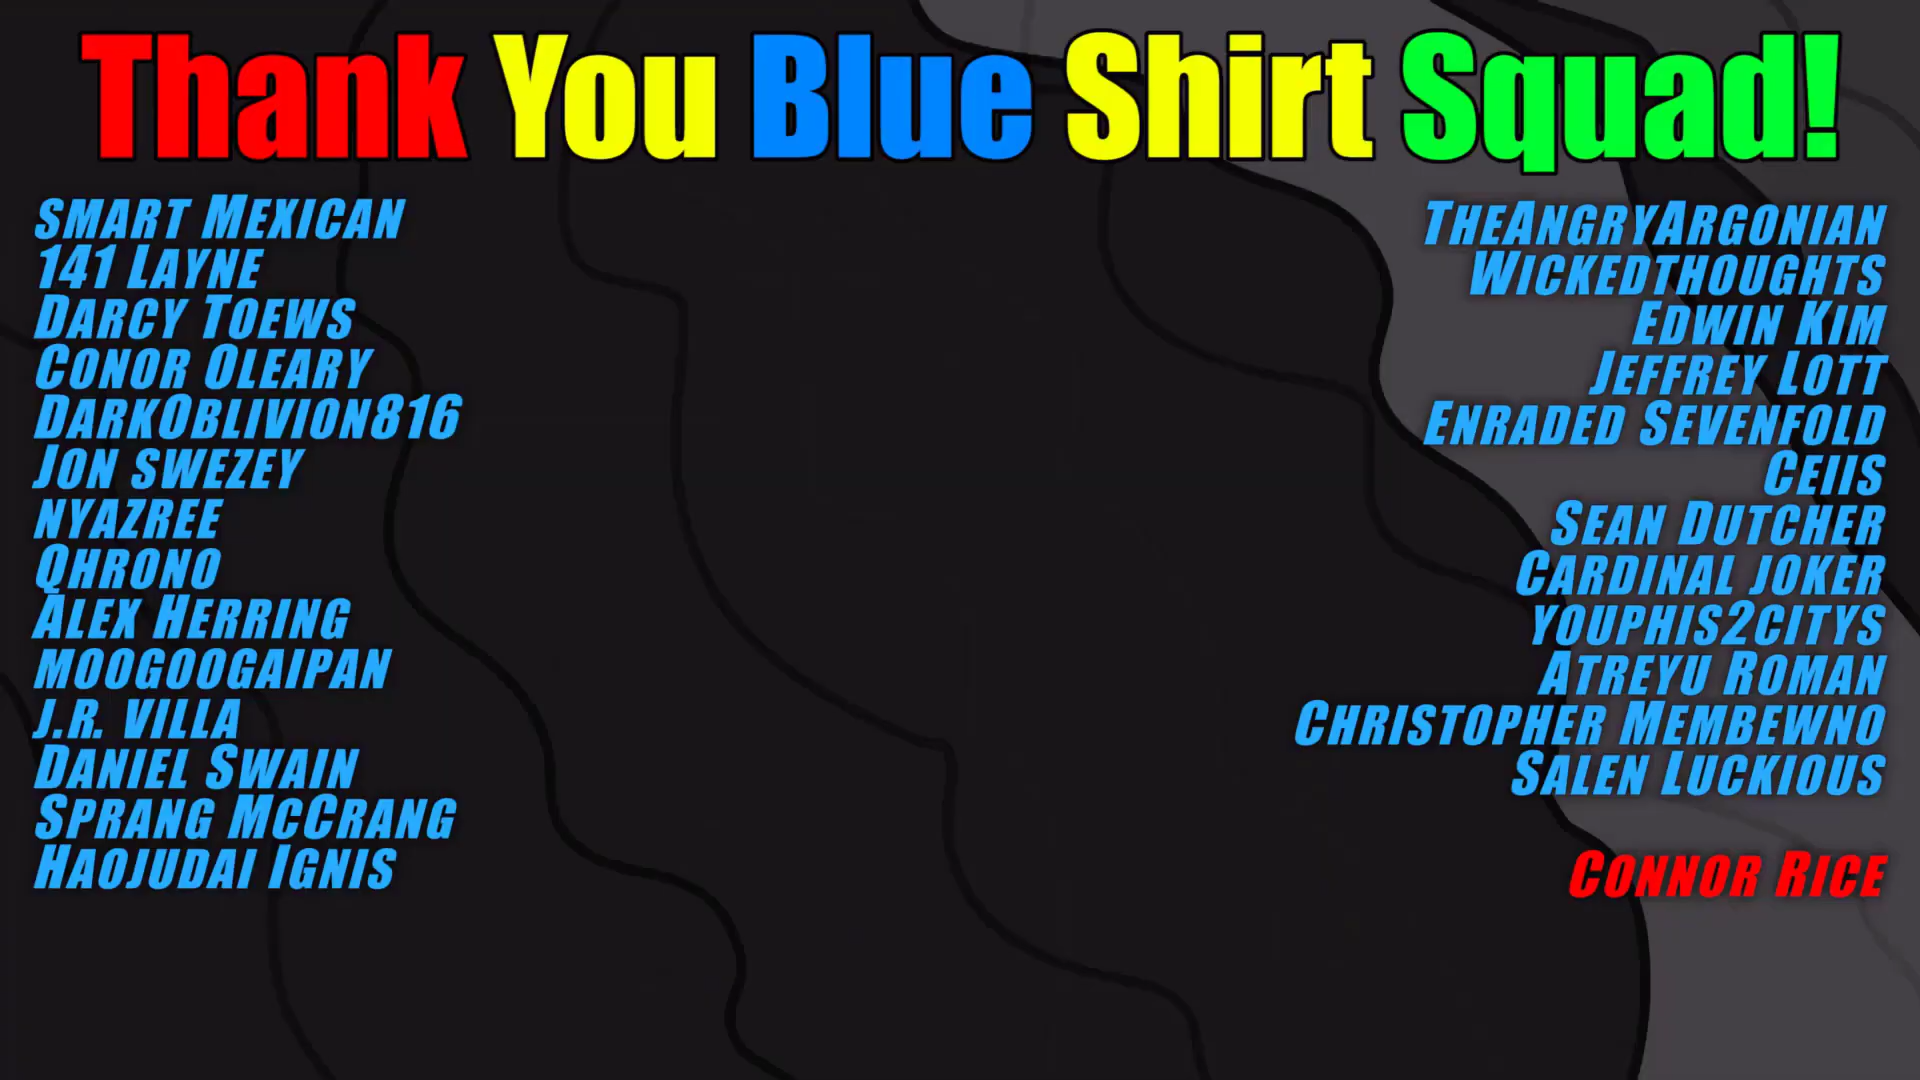 Thank You Blue Shirt Squad!
smart Mexican
141 Layne
Darcy Toews
Conor Oleary
DarkOblivion816
Jon swezey
nyazree
Qhrono
Alex Herring
moogoogaipan
J.R. villa
Daniel Swain
Sprang McCrang
Haojudai Ignis
TheAngryArgonian
Wickedthoughts
Edwin Kim
Jeffrey Lott
Enraded Sevenfold
Ceiis
Sean Dutcher
Cardinal joker
youphis2citys
Atreyu Roman
Christopher Membewno
Salen Luckious
Connor Rice